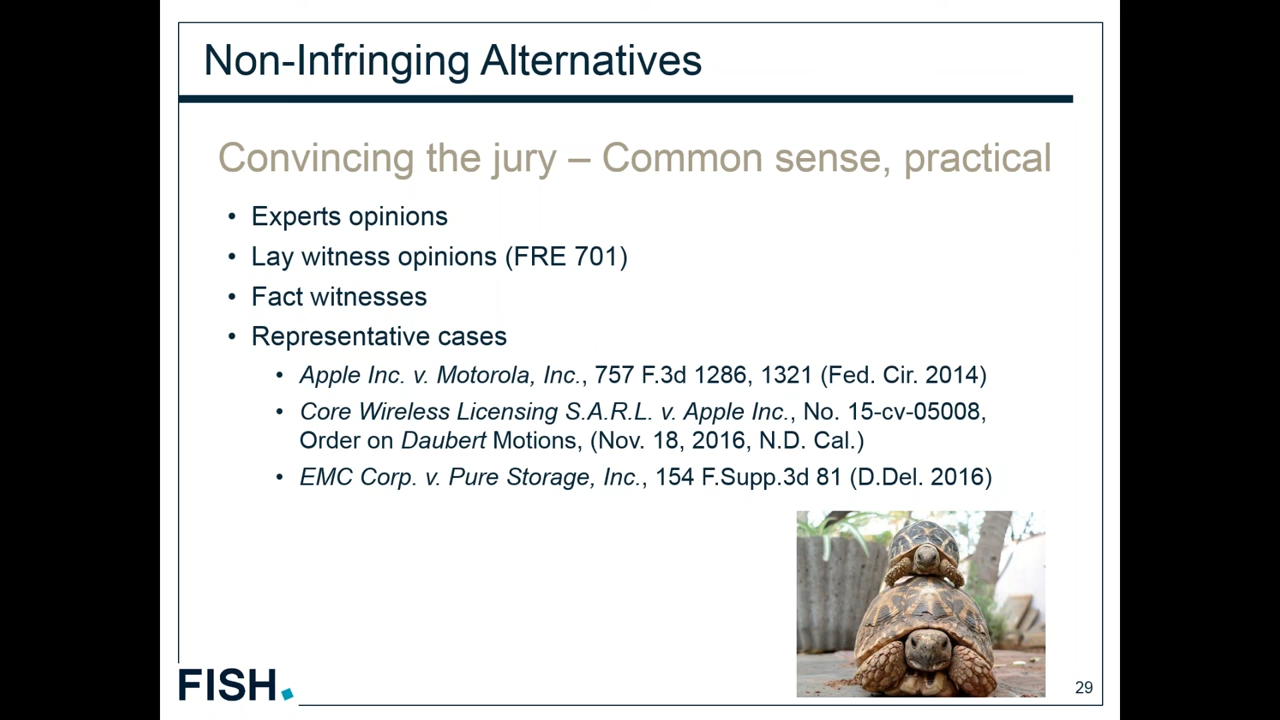 Non-Infringing Alternatives
Convincing the jury – Common sense, practical
• Experts opinions
• Lay witness opinions (FRE 701)
• Fact witnesses
• Representative cases
• Apple Inc. v. Motorola, Inc., 757 F.3d 1286, 1321 (Fed. Cir. 2014)
• Core Wireless Licensing S.A.R.L. v. Apple Inc., No. 15-cv-05008,
Order on Daubert Motions, (Nov. 18, 2016, N.D. Cal.)
• EMC Corp. v. Pure Storage, Inc., 154 F.Supp.3d 81 (D.Del. 2016)
FISH.
29